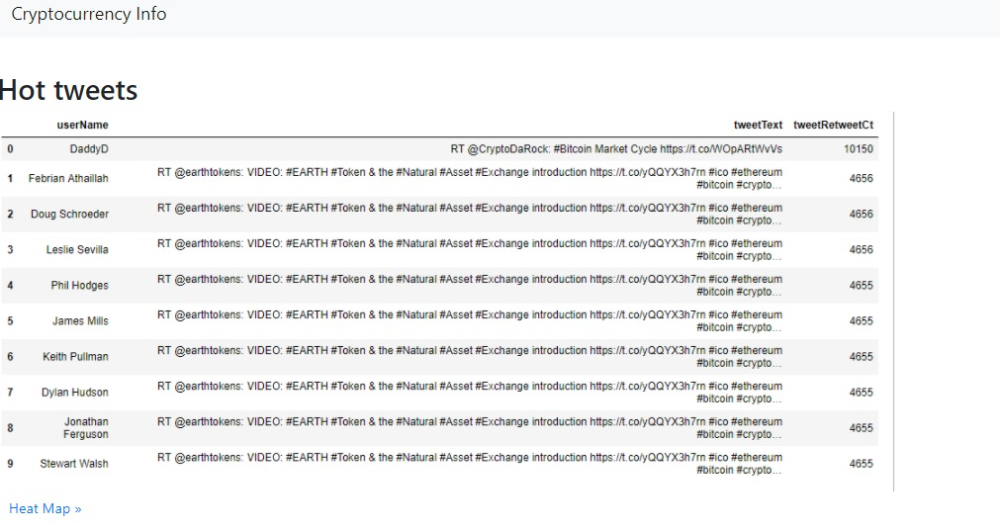 Cryptocurrency Info
Hot tweets
userName tweetText tweetRetweetCt
0 DaddyD RT @CryptoDaRock: #Bitcoin Market Cycle https://t.co/WOpARtWvVs 10150
1 Febrian Athaillah RT @earthtokens: VIDEO: #EARTH #Token & the #Natural #Asset #Exchange introduction https://t.co/yQQYX3h7rn #ico #ethereum 4656
#bitcoin #crypto…
2 Doug Schroeder RT @earthtokens: VIDEO: #EARTH #Token & the #Natural #Asset #Exchange introduction https://t.co/yQQYX3h7rn #ico #ethereum 4656
#bitcoin #crypto…
3 Leslie Sevilla RT @earthtokens: VIDEO: #EARTH #Token & the #Natural #Asset #Exchange introduction https://t.co/yQQYX3h7rn #ico #ethereum 4656
#bitcoin #crypto…
4 Phil Hodges RT @earthtokens: VIDEO: #EARTH #Token & the #Natural #Asset #Exchange introduction https://t.co/yQQYX3h7rn #ico #ethereum 4655
#bitcoin #crypto…
5 James Mills RT @earthtokens: VIDEO: #EARTH #Token & the #Natural #Asset #Exchange introduction https://t.co/yQQYX3h7rn #ico #ethereum 4655
#bitcoin #crypto…
6 Keith Pullman RT @earthtokens: VIDEO: #EARTH #Token & the #Natural #Asset #Exchange introduction https://t.co/yQQYX3h7rn #ico #ethereum 4655
#bitcoin #crypto…
7 Dylan Hudson RT @earthtokens: VIDEO: #EARTH #Token & the #Natural #Asset #Exchange introduction https://t.co/yQQYX3h7rn #ico #ethereum 4655
#bitcoin #crypto…
8 Jonathan RT @earthtokens: VIDEO: #EARTH #Token & the #Natural #Asset #Exchange introduction https://t.co/yQQYX3h7rn #ico #ethereum 4655
Ferguson #bitcoin #crypto…
9 Stewart Walsh RT @earthtokens: VIDEO: #EARTH #Token & the #Natural #Asset #Exchange introduction https://t.co/yQQYX3h7rn #ico #ethereum 4655
#bitcoin #crypto…
Heat Map »